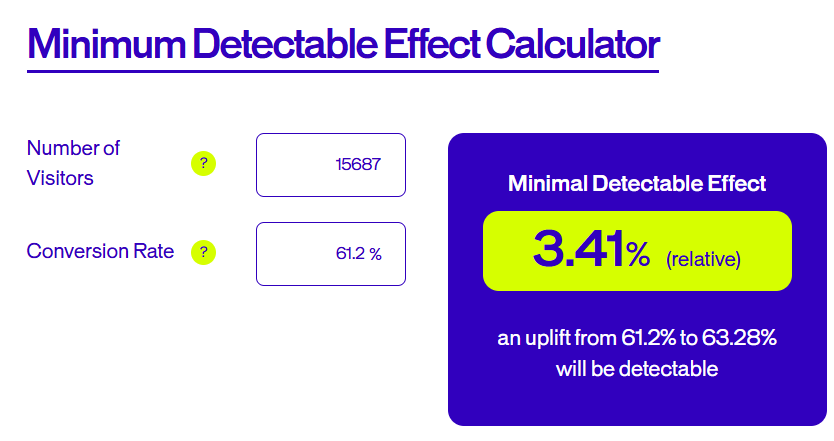 Minimum Detectable Effect Calculator
Number of
Visitors
?
15687
Conversion Rate
?
61.2 %
Minimal Detectable Effect
3.41% (relative)
an uplift from 61.2% to 63.28%
will be detectable